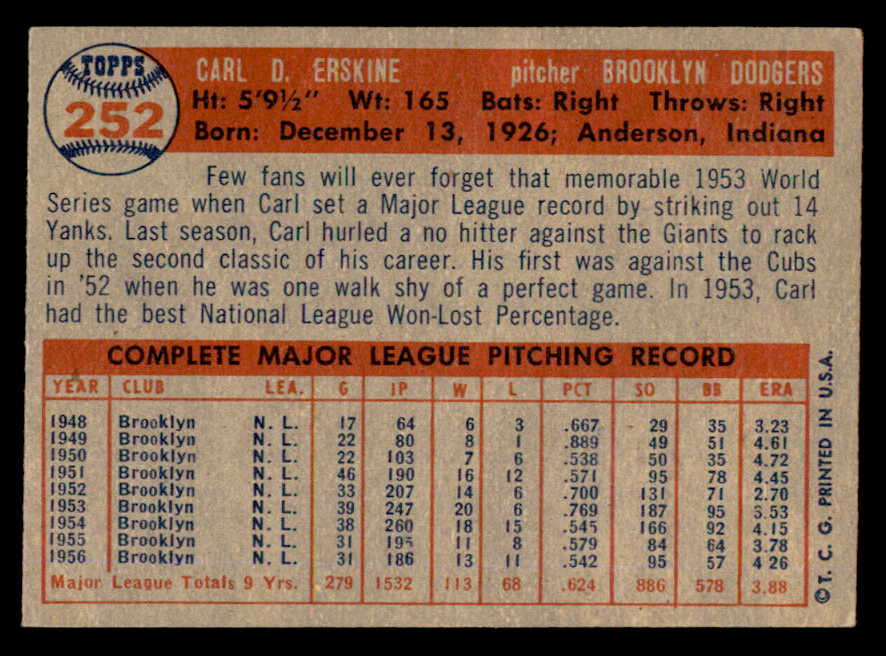 TOPPS
252
CARL D. ERSKINE pitcher BROOKLYN DODGERS
Ht: 5'9½" Wt: 165 Bats: Right Throws: Right
Born: December 13, 1926; Anderson, Indiana
Few fans will ever forget that memorable 1953 World
Series game when Carl set a Major League record by striking out 14
Yanks. Last season, Carl hurled a no hitter against the Giants to rack
up the second classic of his career. His first was against the Cubs
in '52 when he was one walk shy of a perfect game. In 1953, Carl
had the best National League Won-Lost Percentage.
COMPLETE MAJOR LEAGUE PITCHING RECORD
YEAR CLUB LEA. G IP W L PCT SO BB ERA
1948 Brooklyn N. L. 17 64 6 3 .667 29 35 3.23
1949 Brooklyn N. L. 22 80 8 1 .889 49 51 4.61
1950 Brooklyn N. L. 22 103 7 6 .538 50 35 4.72
1951 Brooklyn N. L. 46 190 16 12 .571 95 78 4.45
1952 Brooklyn N. L. 33 207 14 6 .700 131 71 2.70
1953 Brooklyn N. L. 39 247 20 6 .769 187 95 3.53
1954 Brooklyn N. L. 38 260 18 15 .545 166 92 4.15
1955 Brooklyn N. L. 31 195 11 8 .579 84 64 3.78
1956 Brooklyn N. L. 31 186 13 11 .542 95 57 4 26
Major League Totals 9 Yrs. 279 1532 113 68 .624 886 578 3.88
©T. C. G. PRINTED IN U.S.A.